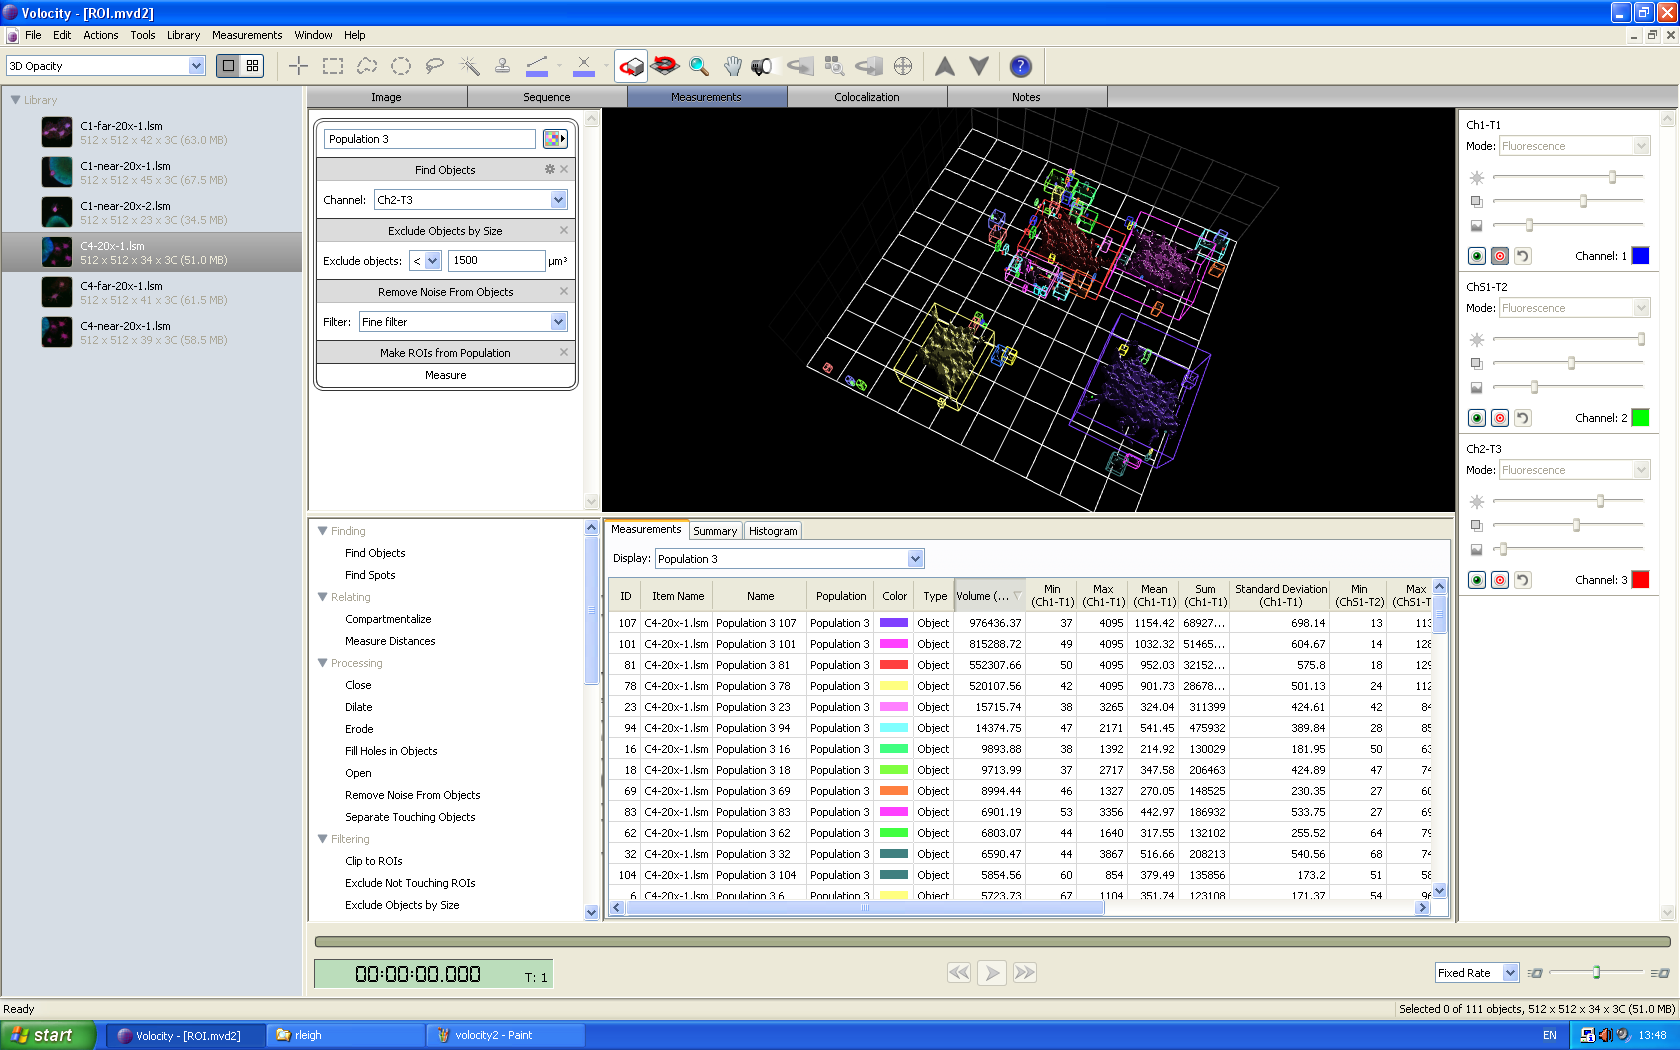 Volocity - [ROI.mvd2]
File Edit Actions Tools Library Measurements Window Help
3D Opacity
Library
C1-far-20x-1.lsm
512 x 512 x 42 x 3C (63.0 MB)
C1-near-20x-1.lsm
512 x 512 x 45 x 3C (67.5 MB)
C1-near-20x-2.lsm
512 x 512 x 23 x 3C (34.5 MB)
C4-20x-1.lsm
512 x 512 x 34 x 3C (51.0 MB)
C4-far-20x-1.lsm
512 x 512 x 41 x 3C (61.5 MB)
C4-near-20x-1.lsm
512 x 512 x 39 x 3C (58.5 MB)
Image Sequence Measurements Colocalization Notes
Population 3
Find Objects
Channel: Ch2-T3
Exclude Objects by Size
Exclude objects: < 1500 µm³
Remove Noise From Objects
Filter: Fine filter
Make ROIs from Population
Measure
Finding
Find Objects
Find Spots
Relating
Compartmentalize
Measure Distances
Processing
Close
Dilate
Erode
Fill Holes in Objects
Open
Remove Noise From Objects
Separate Touching Objects
Filtering
Clip to ROIs
Exclude Not Touching ROIs
Exclude Objects by Size
Measurements Summary Histogram
Display: Population 3
ID Item Name Name Population Color Type Volume (... Min (Ch1-T1) Max (Ch1-T1) Mean (Ch1-T1) Sum (Ch1-T1) Standard Deviation (Ch1-T1) Min (ChS1-T2) Max (ChS1-T
107 C4-20x-1.lsm Population 3 107 Population 3 Object 976436.37 37 4095 1154.42 68927... 698.14 13 113
101 C4-20x-1.lsm Population 3 101 Population 3 Object 815288.72 49 4095 1032.32 51465... 604.67 14 128
81 C4-20x-1.lsm Population 3 81 Population 3 Object 552307.66 50 4095 952.03 32152... 575.8 18 129
78 C4-20x-1.lsm Population 3 78 Population 3 Object 520107.56 42 4095 901.73 28678... 501.13 24 112
23 C4-20x-1.lsm Population 3 23 Population 3 Object 15715.74 38 3265 324.04 311399 424.61 42 84
94 C4-20x-1.lsm Population 3 94 Population 3 Object 14374.75 47 2171 541.45 475932 389.84 28 85
16 C4-20x-1.lsm Population 3 16 Population 3 Object 9893.88 38 1392 214.92 130029 181.95 50 63
18 C4-20x-1.lsm Population 3 18 Population 3 Object 9713.99 37 2717 347.58 206463 424.89 47 74
69 C4-20x-1.lsm Population 3 69 Population 3 Object 8994.44 46 1327 270.05 148525 230.35 27 60
83 C4-20x-1.lsm Population 3 83 Population 3 Object 6901.19 53 3356 442.97 186932 533.75 27 69
62 C4-20x-1.lsm Population 3 62 Population 3 Object 6803.07 44 1640 317.55 132102 255.52 64 79
32 C4-20x-1.lsm Population 3 32 Population 3 Object 6590.47 44 3867 516.66 208213 540.56 68 74
104 C4-20x-1.lsm Population 3 104 Population 3 Object 5854.56 60 854 379.49 135856 173.2 51 58
6 C4-20x-1.lsm Population 3 6 Population 3 Object 5723.73 67 1104 351.74 123108 171.37 54 96
Ch1-T1
Mode: Fluorescence
Channel: 1
ChS1-T2
Mode: Fluorescence
Channel: 2
Ch2-T3
Mode: Fluorescence
Channel: 3
00:00:00.000 T: 1
Fixed Rate
Ready
Selected 0 of 111 objects, 512 x 512 x 34 x 3C (51.0 MB)
start Volocity - [ROI.mvd2] rleigh volocity2 - Paint EN 13:48